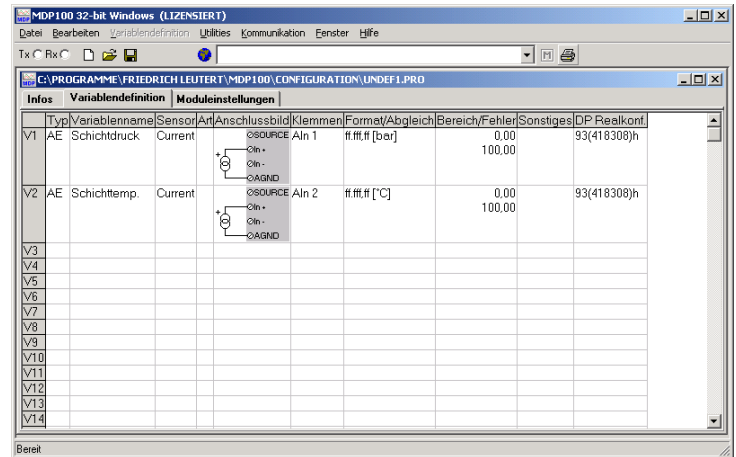 MDP100 32-bit Windows (LIZENSIERT)
Datei Bearbeiten Variablendefinition Utilities Kommunikation Fenster Hilfe
Tx Rx
C:\PROGRAMME\FRIEDRICH LEUTERT\MDP100\CONFIGURATION\UNDEF1.PRO
Infos Variablendefinition Moduleinstellungen
Typ Variablenname Sensor Art Anschlussbild Klemmen Format/Abgleich Bereich/Fehler Sonstiges DP Realkonf.
V1 AE Schichtdruck Current SOURCE AIn 1 ff.fff,ff [bar] 0,00 93(418308)h
In + 100,00
In -
AGND
V2 AE Schichttemp. Current SOURCE AIn 2 ff.fff,ff [°C] 0,00 93(418308)h
In + 100,00
In -
AGND
V3
V4
V5
V6
V7
V8
V9
V10
V11
V12
V13
V14
Bereit